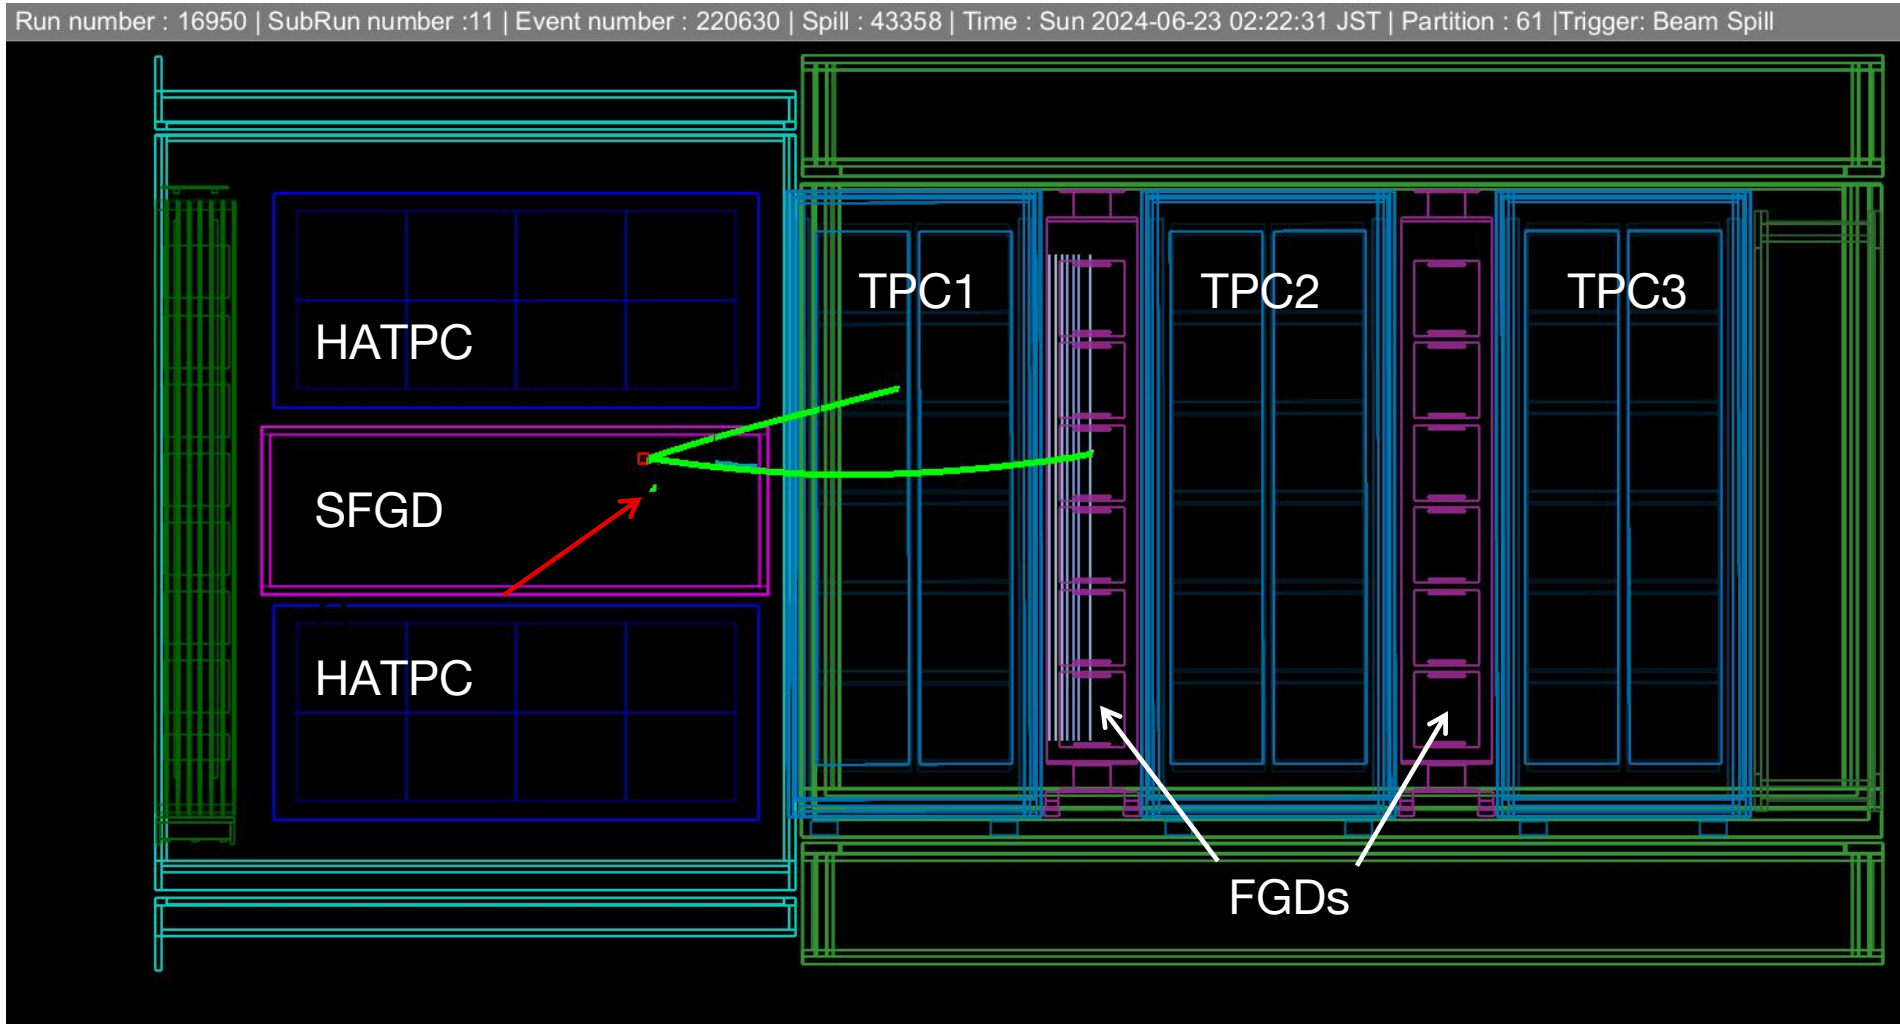 Run number : 16950 | SubRun number :11 | Event number : 220630 | Spill : 43358 | Time : Sun 2024-06-23 02:22:31 JST | Partition : 61 |Trigger: Beam Spill
TPC1 TPC2 TPC3
HATPC
SFGD
HATPC
FGDs